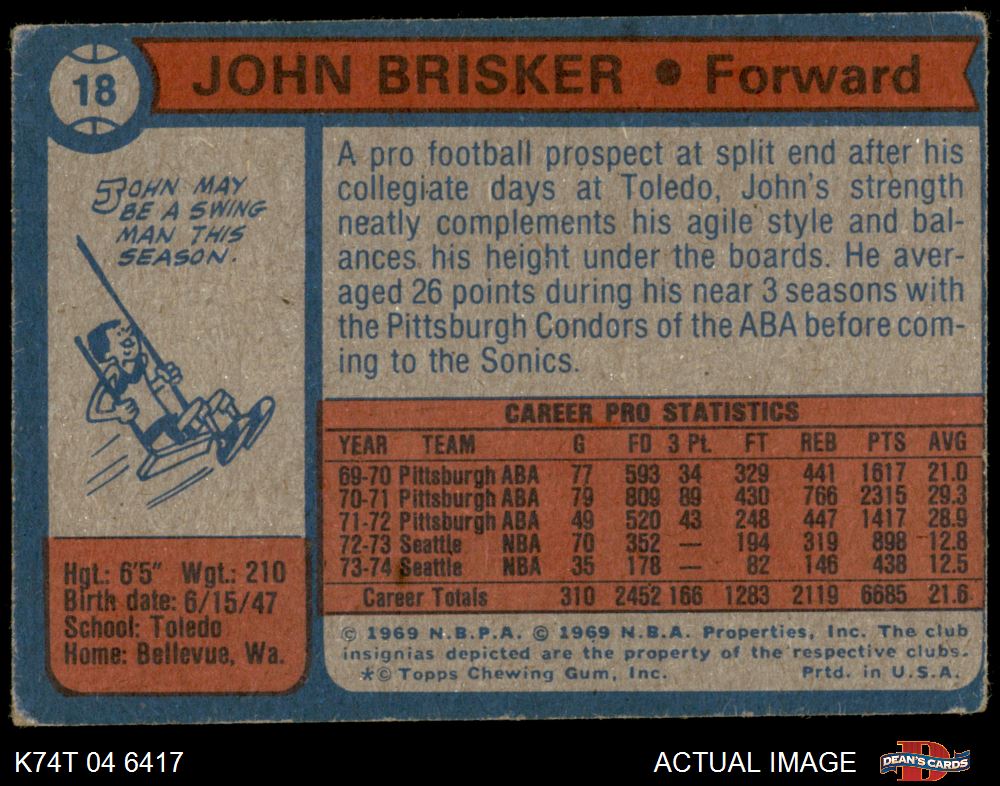 18
JOHN BRISKER • Forward
JOHN MAY
BE A SWING
MAN THIS
SEASON.
A pro football prospect at split end after his
collegiate days at Toledo, John's strength
neatly complements his agile style and bal-
ances his height under the boards. He aver-
aged 26 points during his near 3 seasons with
the Pittsburgh Condors of the ABA before com-
ing to the Sonics.
Hgt.: 6'5" Wgt.: 210
Birth date: 6/15/47
School: Toledo
Home: Bellevue, Wa.
CAREER PRO STATISTICS
YEAR TEAM G FD 3 Pt. FT REB PTS AVG
69-70 Pittsburgh ABA 77 593 34 329 441 1617 21.0
70-71 Pittsburgh ABA 79 809 89 430 766 2315 29.3
71-72 Pittsburgh ABA 49 520 43 248 447 1417 28.9
72-73 Seattle NBA 70 352 — 194 319 898 12.8
73-74 Seattle NBA 35 178 — 82 146 438 12.5
Career Totals 310 2452 166 1283 2119 6685 21.6
© 1969 N.B.P.A. © 1969 N.B.A. Properties, Inc. The club
insignias depicted are the property of the respective clubs.
*© Topps Chewing Gum, Inc. Prtd. in U.S.A.
K74T 04 6417
ACTUAL IMAGE
D
DEAN'S CARDS